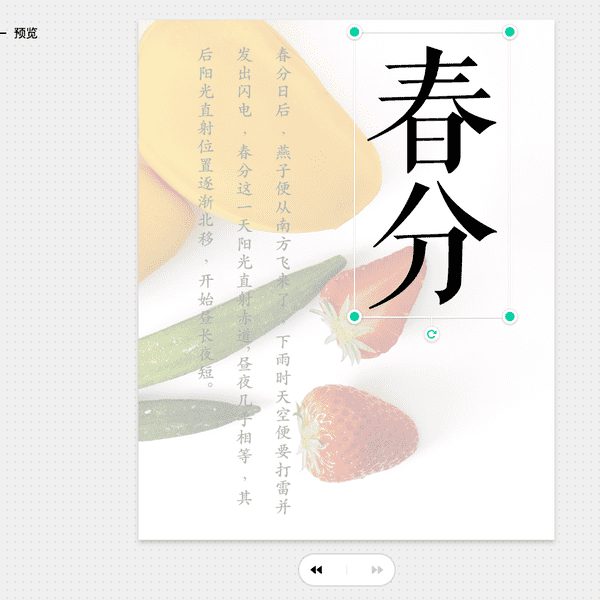 预览
春分
春分日后、燕子便从南方飞来了 下雨时天空便要打雷并
发出闪电，春分这一天阳光直射赤道,昼夜几乎相等，其
后阳光直射位置逐渐北移，开始昼长夜短。